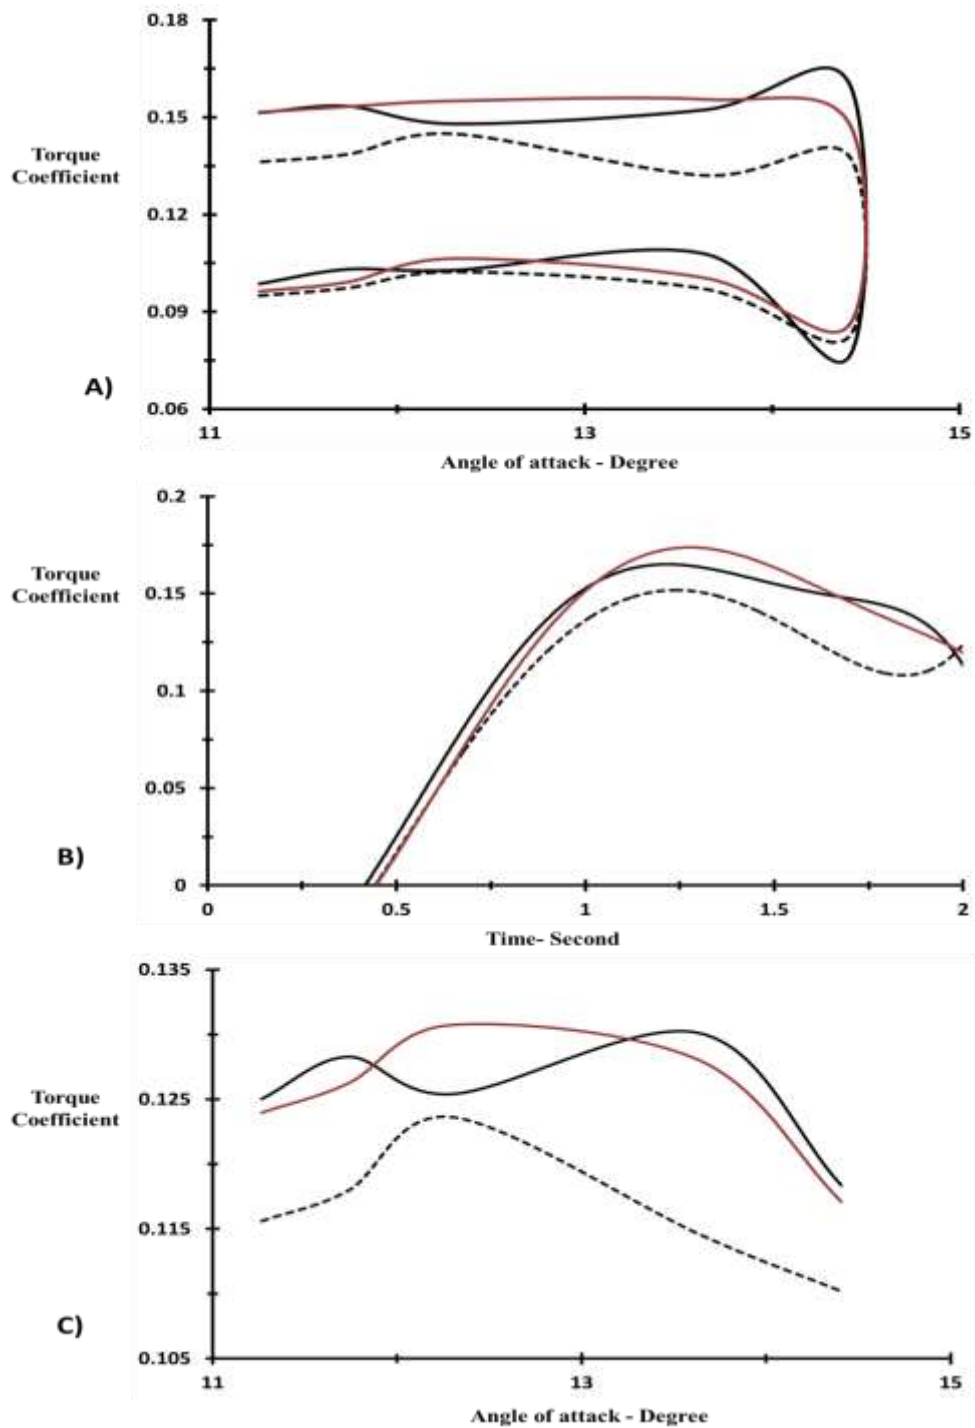 0.18
0.15
Torque
Coefficient
0.12
0.09
A)
0.06
11
13
15
Angle of attack - Degree
0.2
Torque
Coefficient
0.15
0.1
0.05
B)
0
0
0.5
1
1.5
2
Time- Second
0.135
Torque
Coefficient
0.125
0.115
C)
0.105
11
13
15
Angle of attack - Degree